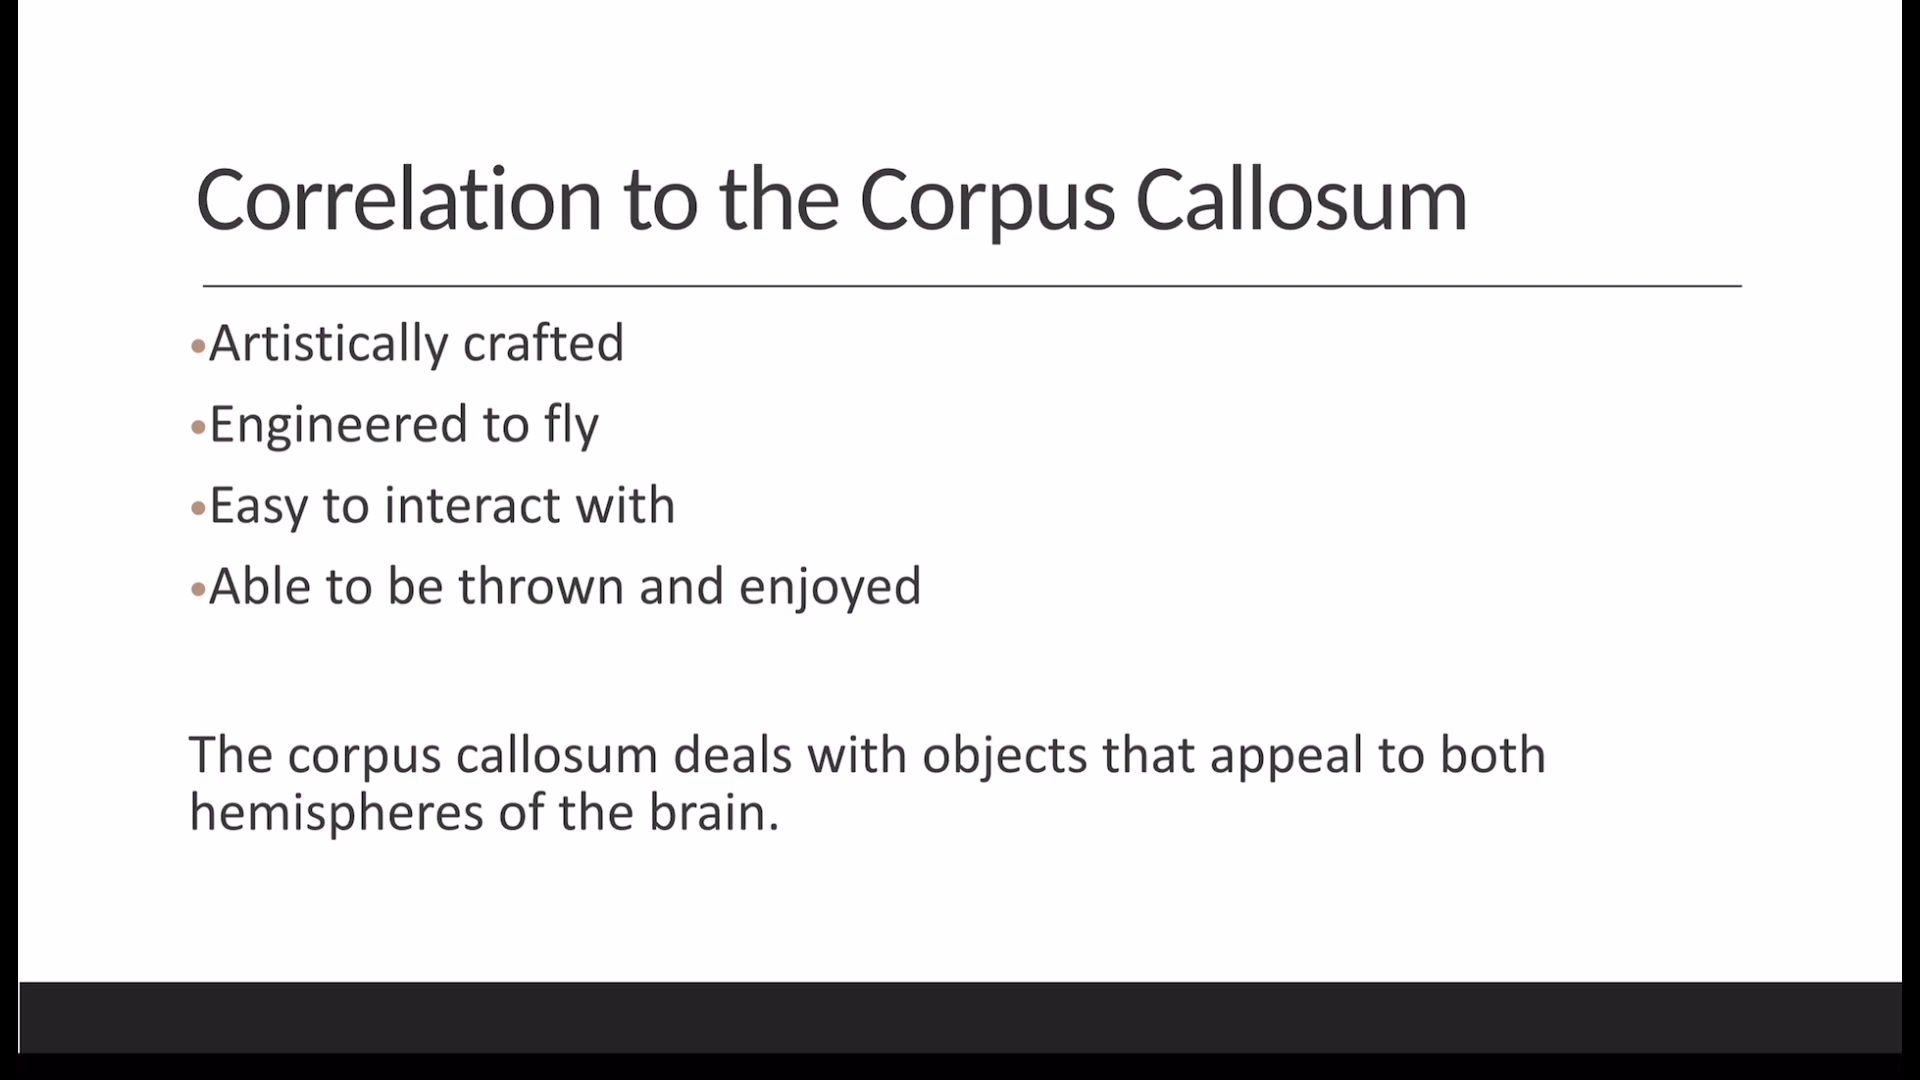 Correlation to the Corpus Callosum
•Artistically crafted
•Engineered to fly
•Easy to interact with
•Able to be thrown and enjoyed
The corpus callosum deals with objects that appeal to both
hemispheres of the brain.